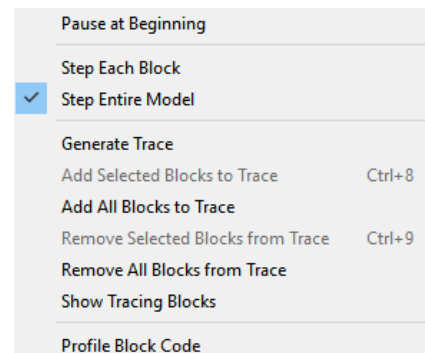 Pause at Beginning
Step Each Block
Step Entire Model
Generate Trace
Add Selected Blocks to Trace Ctrl+8
Add All Blocks to Trace
Remove Selected Blocks from Trace Ctrl+9
Remove All Blocks from Trace
Show Tracing Blocks
Profile Block Code